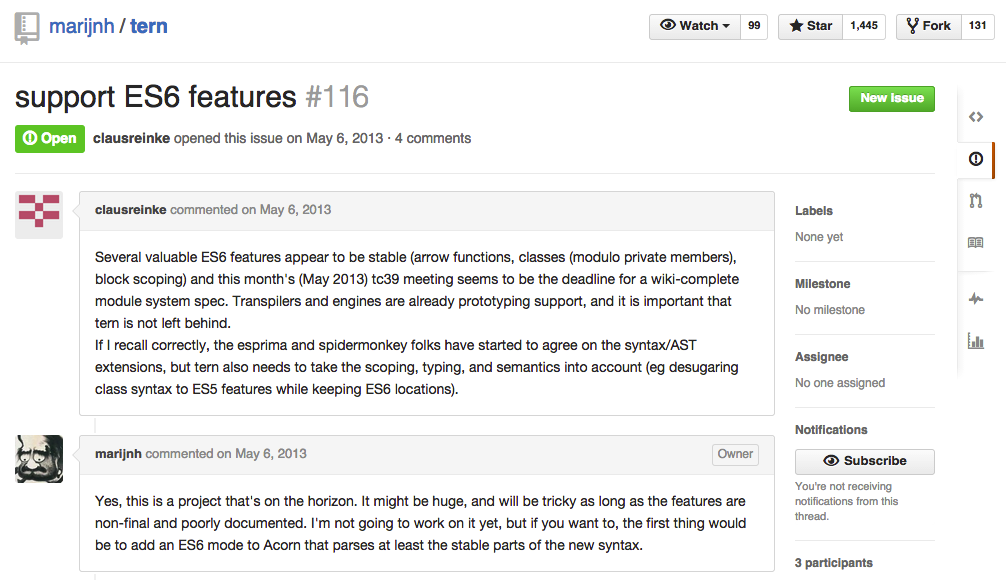 marijnh / tern
Watch 99
Star 1,445
Fork 131
support ES6 features #116
New Issue
Open clausreinke opened this issue on May 6, 2013 · 4 comments
clausreinke commented on May 6, 2013
Several valuable ES6 features appear to be stable (arrow functions, classes (modulo private members),
block scoping) and this month's (May 2013) tc39 meeting seems to be the deadline for a wiki-complete
module system spec. Transpilers and engines are already prototyping support, and it is important that
tern is not left behind.
If I recall correctly, the esprima and spidermonkey folks have started to agree on the syntax/AST
extensions, but tern also needs to take the scoping, typing, and semantics into account (eg desugaring
class syntax to ES5 features while keeping ES6 locations).
marijnh commented on May 6, 2013
Owner
Yes, this is a project that's on the horizon. It might be huge, and will be tricky as long as the features are
non-final and poorly documented. I'm not going to work on it yet, but if you want to, the first thing would
be to add an ES6 mode to Acorn that parses at least the stable parts of the new syntax.
Labels
None yet
Milestone
No milestone
Assignee
No one assigned
Notifications
Subscribe
You're not receiving
notifications from this
thread.
3 participants